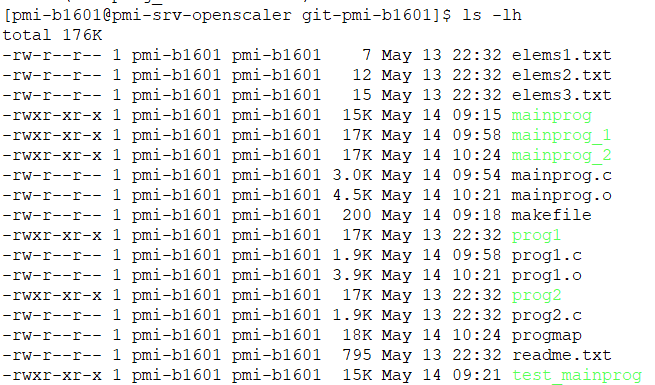 [pmi-b1601@pmi-srv-openscaler git-pmi-b1601]$ ls -lh
total 176K
-rw-r--r-- 1 pmi-b1601 pmi-b1601    7 May 13 22:32 elems1.txt
-rw-r--r-- 1 pmi-b1601 pmi-b1601   12 May 13 22:32 elems2.txt
-rw-r--r-- 1 pmi-b1601 pmi-b1601   15 May 13 22:32 elems3.txt
-rwxr-xr-x 1 pmi-b1601 pmi-b1601  15K May 14 09:15 mainprog
-rwxr-xr-x 1 pmi-b1601 pmi-b1601  17K May 14 09:58 mainprog_1
-rwxr-xr-x 1 pmi-b1601 pmi-b1601  17K May 14 10:24 mainprog_2
-rw-r--r-- 1 pmi-b1601 pmi-b1601 3.0K May 14 09:54 mainprog.c
-rw-r--r-- 1 pmi-b1601 pmi-b1601 4.5K May 14 10:21 mainprog.o
-rw-r--r-- 1 pmi-b1601 pmi-b1601  200 May 14 09:18 makefile
-rwxr-xr-x 1 pmi-b1601 pmi-b1601  17K May 13 22:32 prog1
-rw-r--r-- 1 pmi-b1601 pmi-b1601 1.9K May 14 09:58 prog1.c
-rw-r--r-- 1 pmi-b1601 pmi-b1601 3.9K May 14 10:21 prog1.o
-rwxr-xr-x 1 pmi-b1601 pmi-b1601  17K May 13 22:32 prog2
-rw-r--r-- 1 pmi-b1601 pmi-b1601 1.9K May 13 22:32 prog2.c
-rw-r--r-- 1 pmi-b1601 pmi-b1601  18K May 14 10:24 progmap
-rw-r--r-- 1 pmi-b1601 pmi-b1601  795 May 13 22:32 readme.txt
-rwxr-xr-x 1 pmi-b1601 pmi-b1601  15K May 14 09:21 test_mainprog